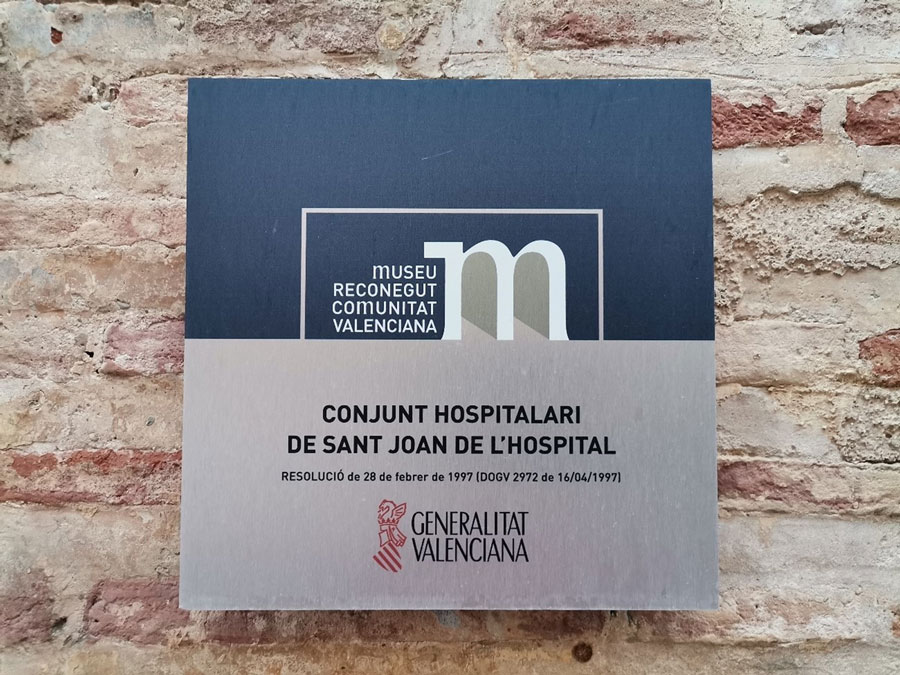 museu
reconegut
comunitat
valenciana
m
CONJUNT HOSPITALARI
DE SANT JOAN DE L'HOSPITAL
RESOLUCIÓ de 28 de febrer de 1997 (DOGV 2972 de 16/04/1997)
GENERALITAT
VALENCIANA